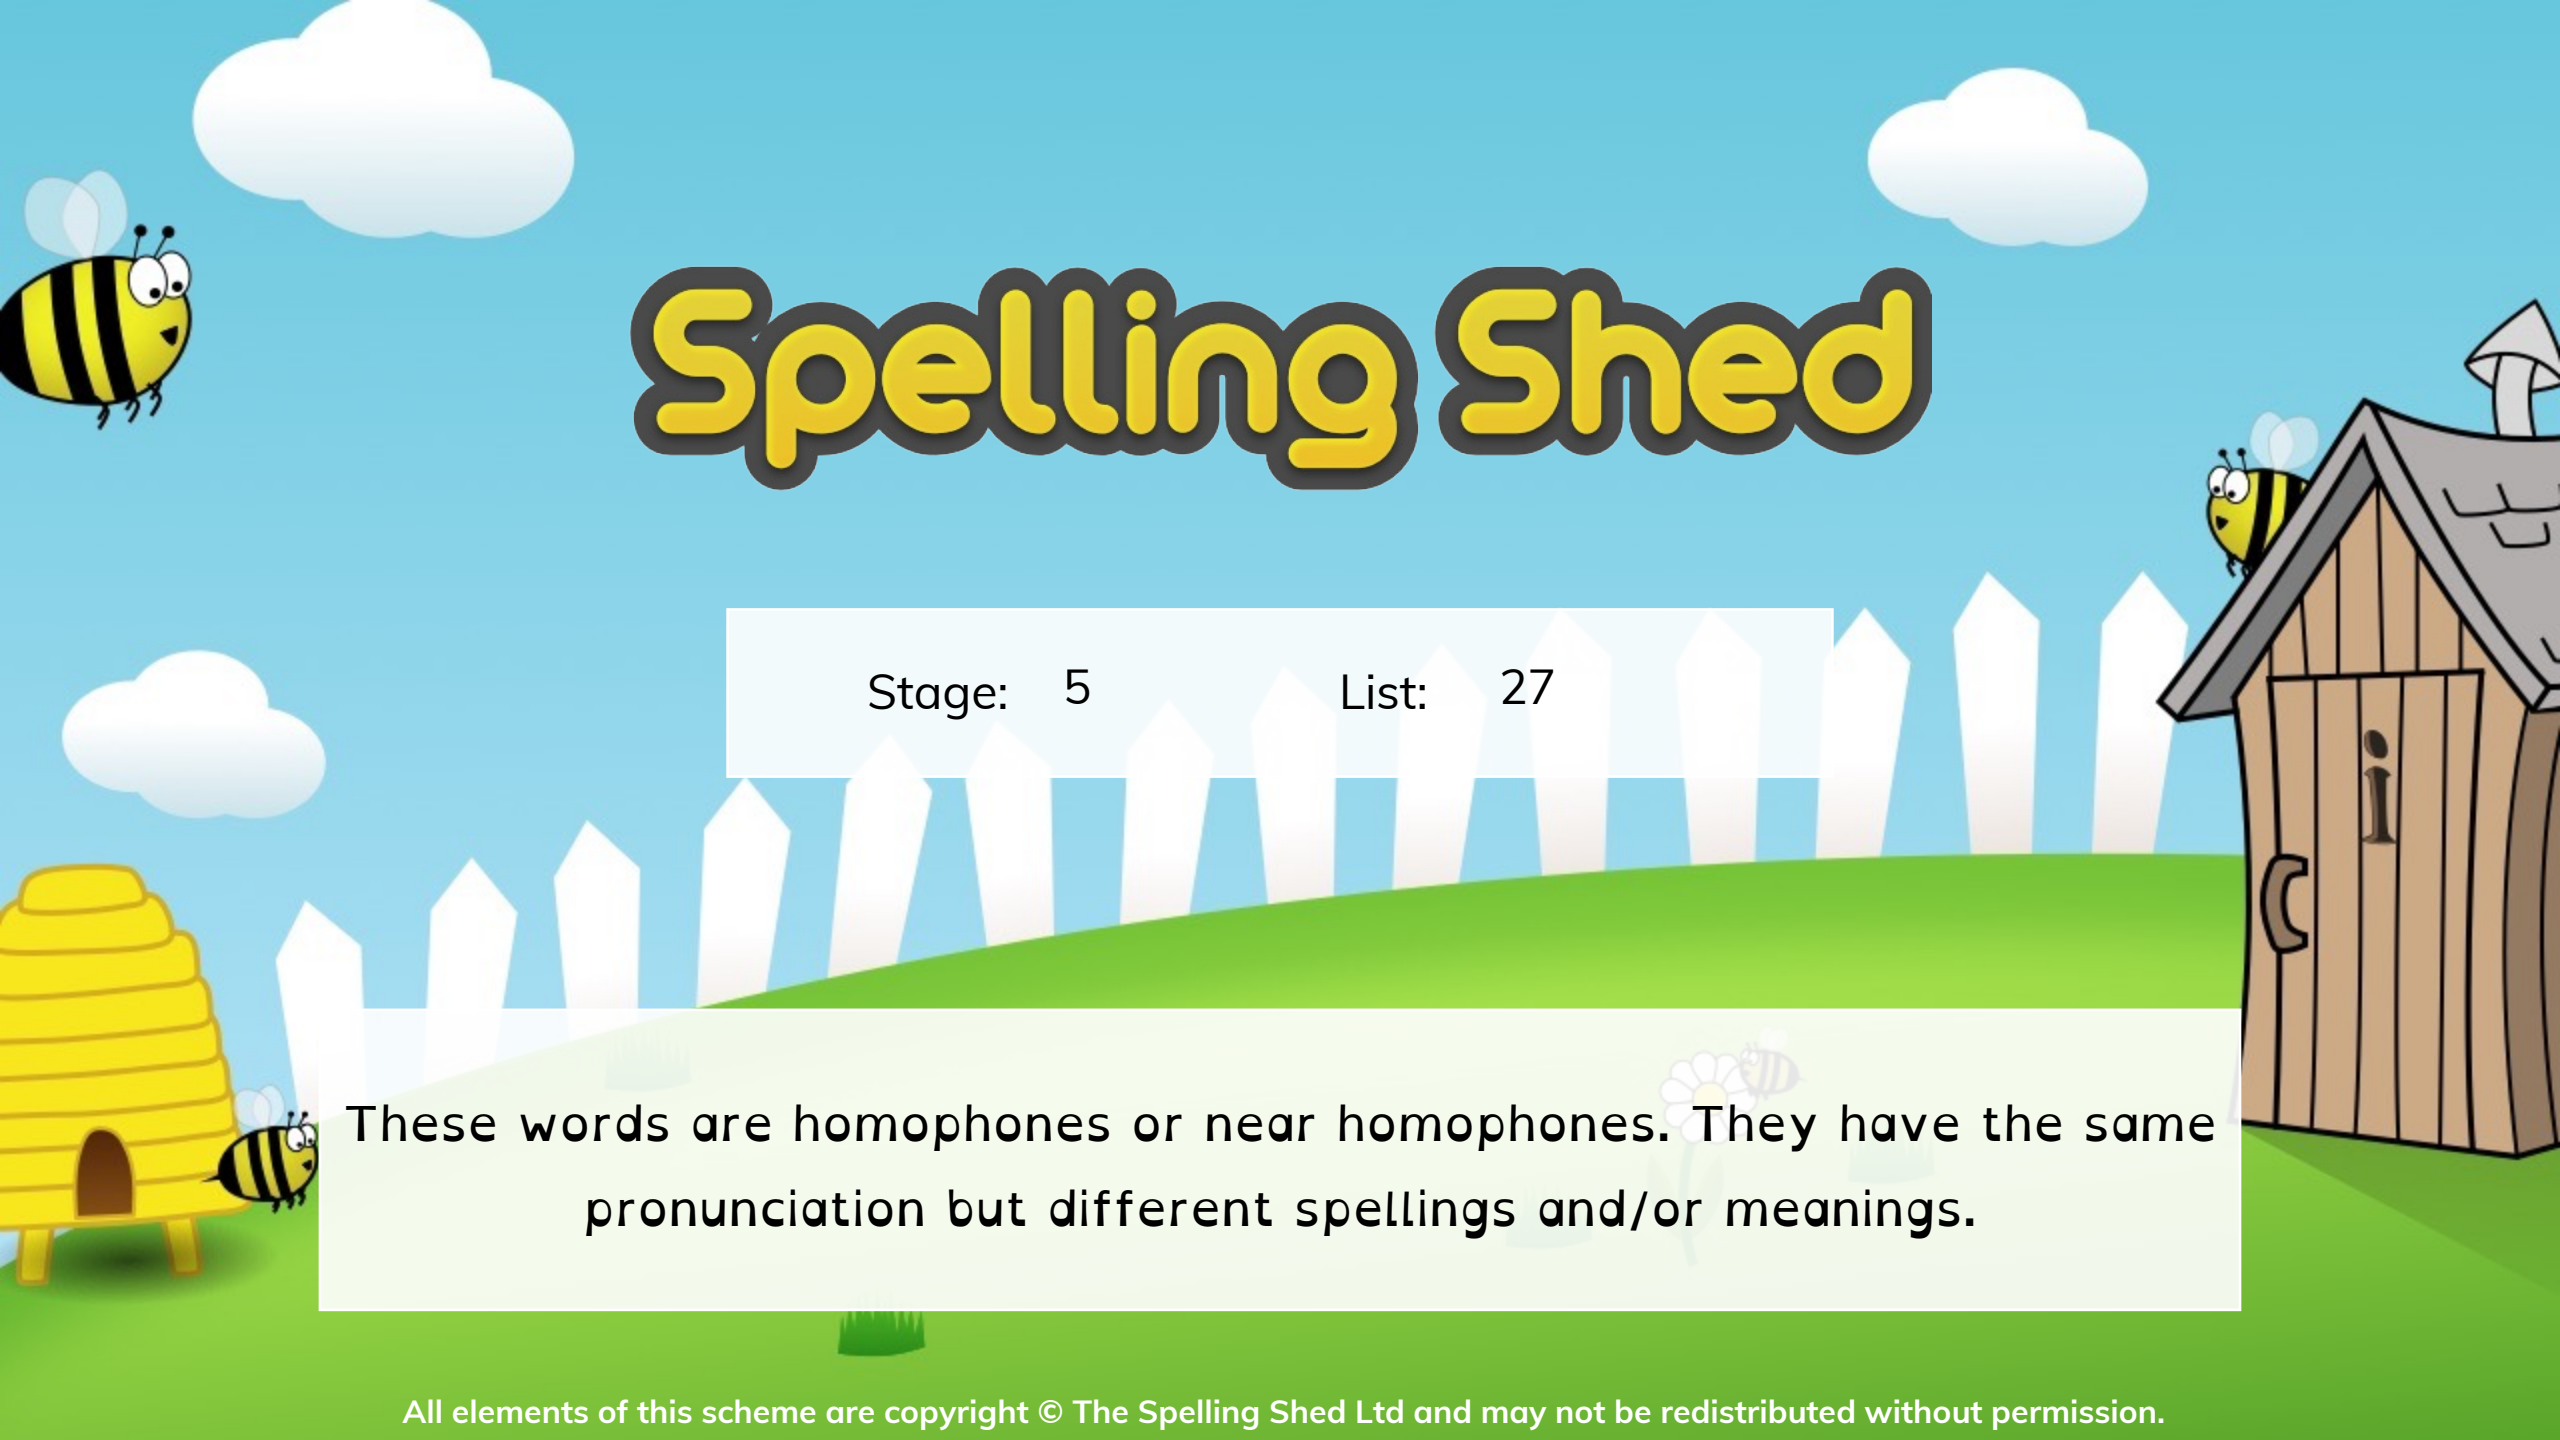 Spelling Shed
Stage: 5 List: 27
i
These words are homophones or near homophones. They have the same
pronunciation but different spellings and/or meanings.
All elements of this scheme are copyright © The Spelling Shed Ltd and may not be redistributed without permission.